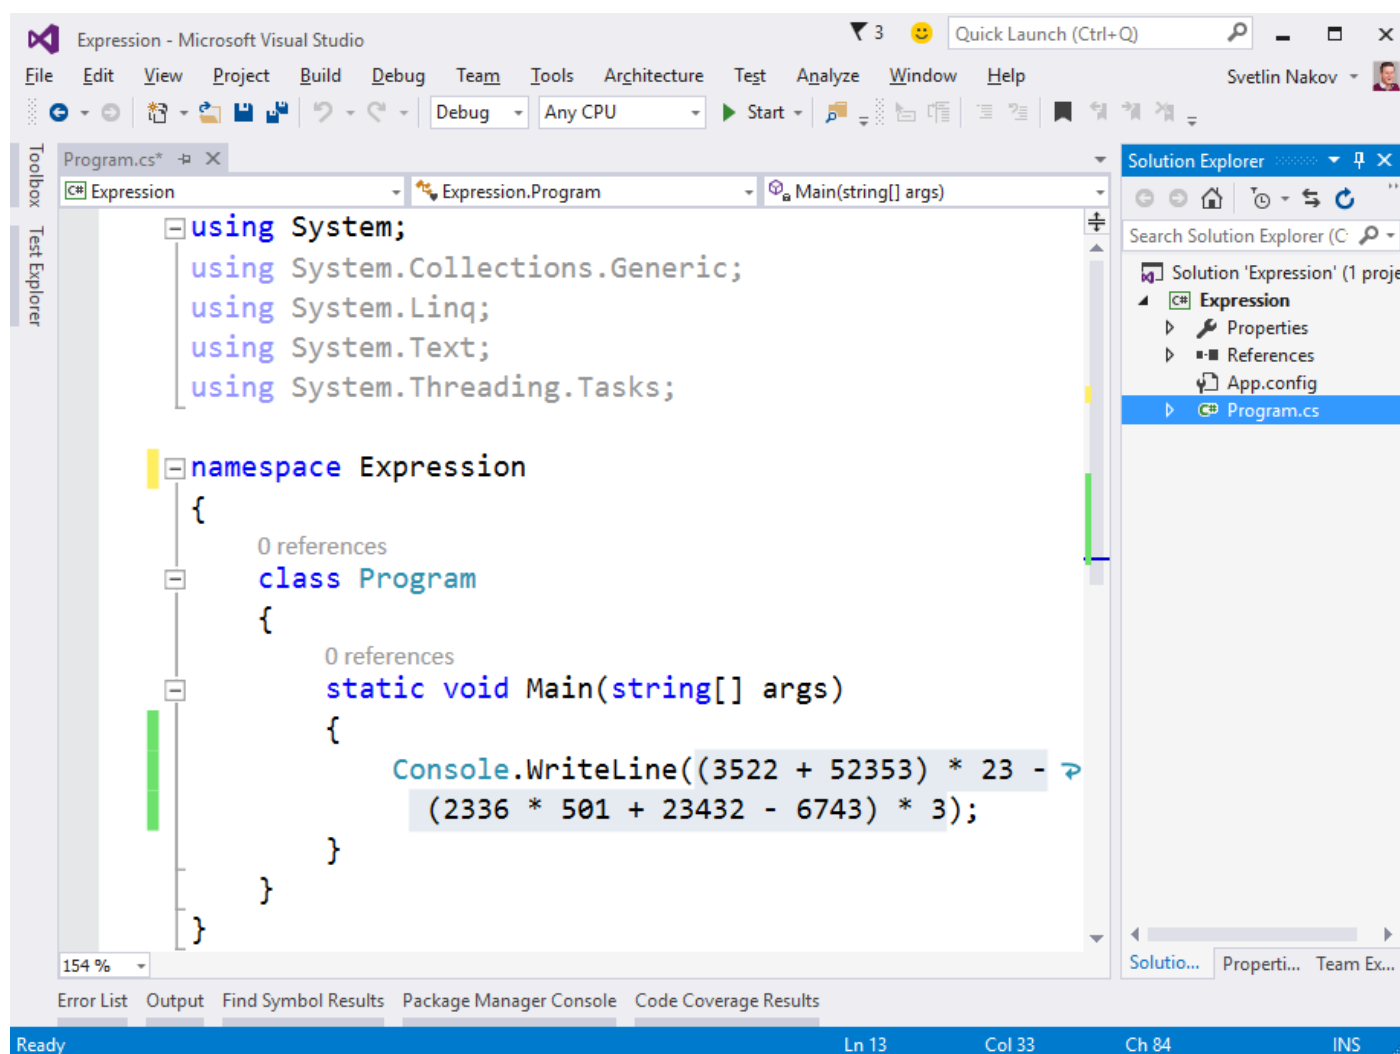 Expression - Microsoft Visual Studio
3
Quick Launch (Ctrl+Q)
File Edit View Project Build Debug Team Tools Architecture Test Analyze Window Help
Svetlin Nakov
Debug Any CPU Start
Toolbox
Test Explorer
Program.cs*
Expression Expression.Program Main(string[] args)
using System;
using System.Collections.Generic;
using System.Linq;
using System.Text;
using System.Threading.Tasks;
namespace Expression
{
0 references
class Program
{
0 references
static void Main(string[] args)
{
Console.WriteLine((3522 + 52353) * 23 -
(2336 * 501 + 23432 - 6743) * 3);
}
}
}
154 %
Solution Explorer
Search Solution Explorer (C
Solution 'Expression' (1 proje
C# Expression
Properties
References
App.config
C# Program.cs
Solutio... Properti... Team Ex...
Error List Output Find Symbol Results Package Manager Console Code Coverage Results
Ready Ln 13 Col 33 Ch 84 INS